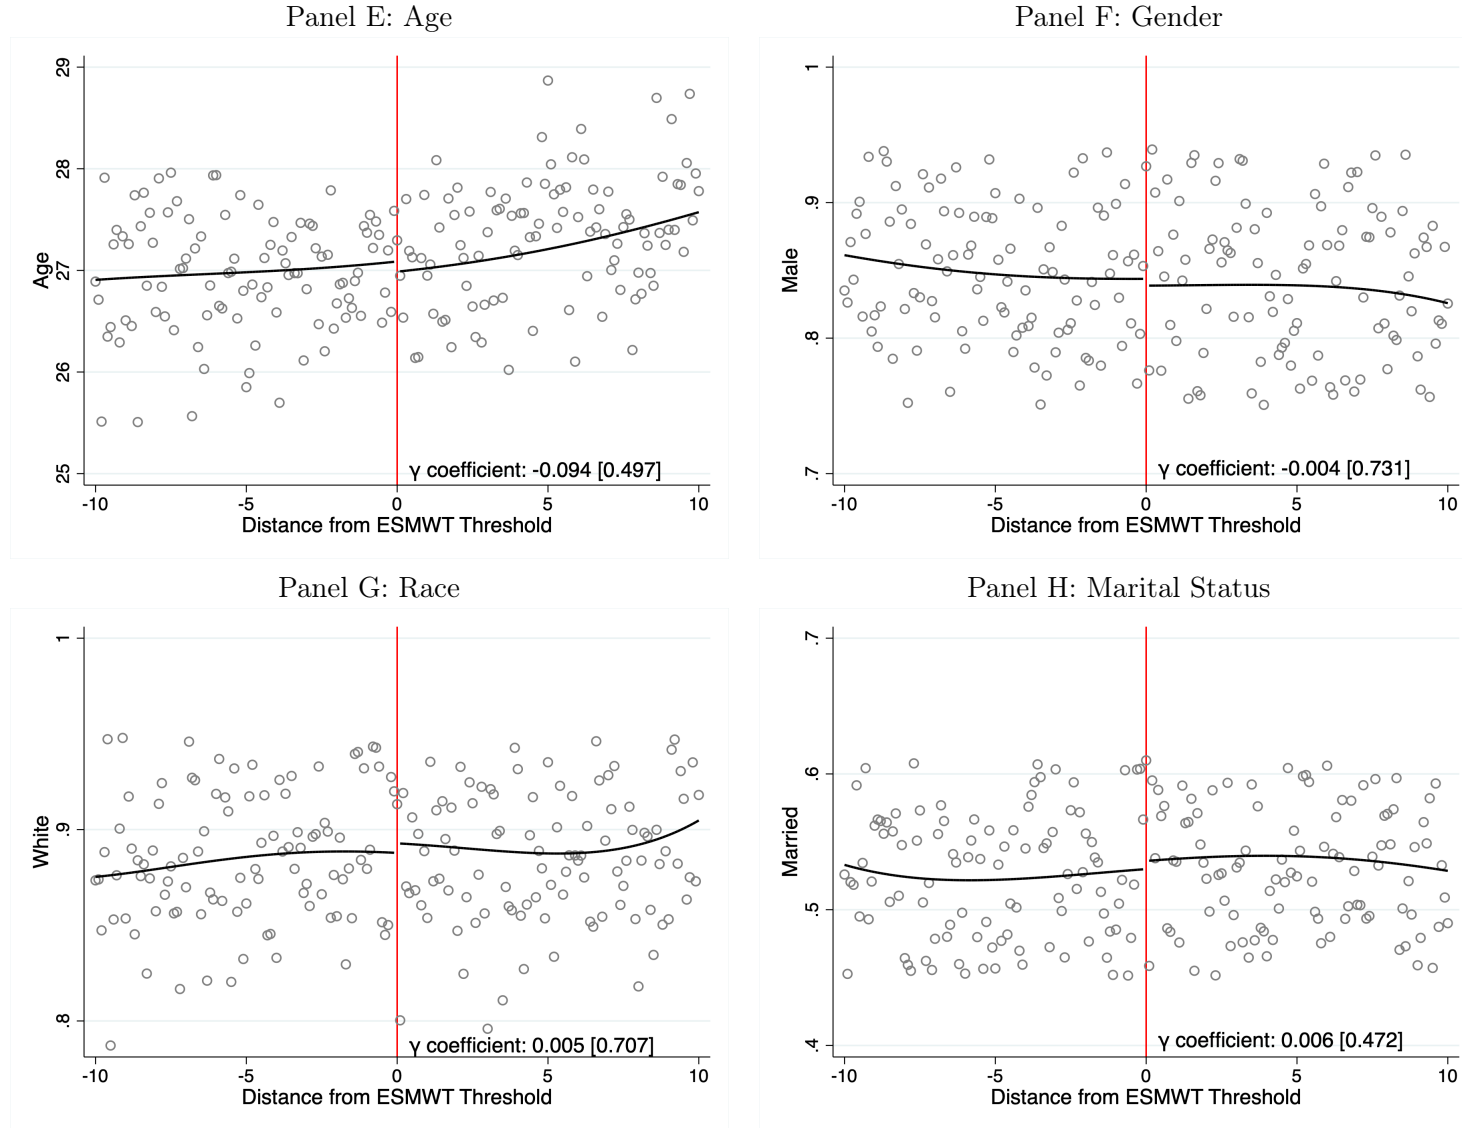 Panel E: Age
29
28
27
26
25
Age
γ coefficient: -0.094 [0.497]
-10 -5 0 5 10
Distance from ESMWT Threshold
Panel F: Gender
1
.9
.8
.7
Male
γ coefficient: -0.004 [0.731]
-10 -5 0 5 10
Distance from ESMWT Threshold
Panel G: Race
1
.9
.8
White
γ coefficient: 0.005 [0.707]
-10 -5 0 5 10
Distance from ESMWT Threshold
Panel H: Marital Status
.7
.6
.5
.4
Married
γ coefficient: 0.006 [0.472]
-10 -5 0 5 10
Distance from ESMWT Threshold